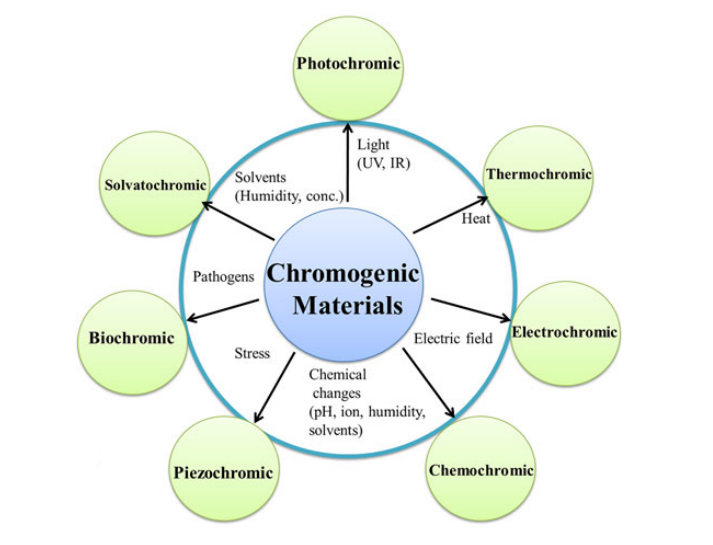 Photochromic
Light
(UV, IR)
Thermochromic
Heat
Solvatochromic
Solvents
(Humidity, conc.)
Chromogenic
Materials
Pathogens
Biochromic
Electric field
Electrochromic
Stress
Chemical
changes
(pH, ion, humidity,
solvents)
Piezochromic
Chemochromic